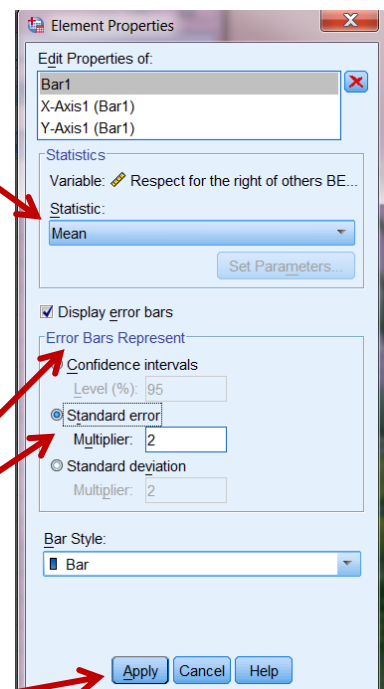 Element Properties
Edit Properties of:
Bar1
X-Axis1 (Bar1)
Y-Axis1 (Bar1)
Statistics
Variable: Respect for the right of others BE...
Statistic:
Mean
Set Parameters...
Display error bars
Error Bars Represent
Confidence intervals
Level (%): 95
Standard error
Multiplier: 2
Standard deviation
Multiplier: 2
Bar Style:
Bar
Apply Cancel Help